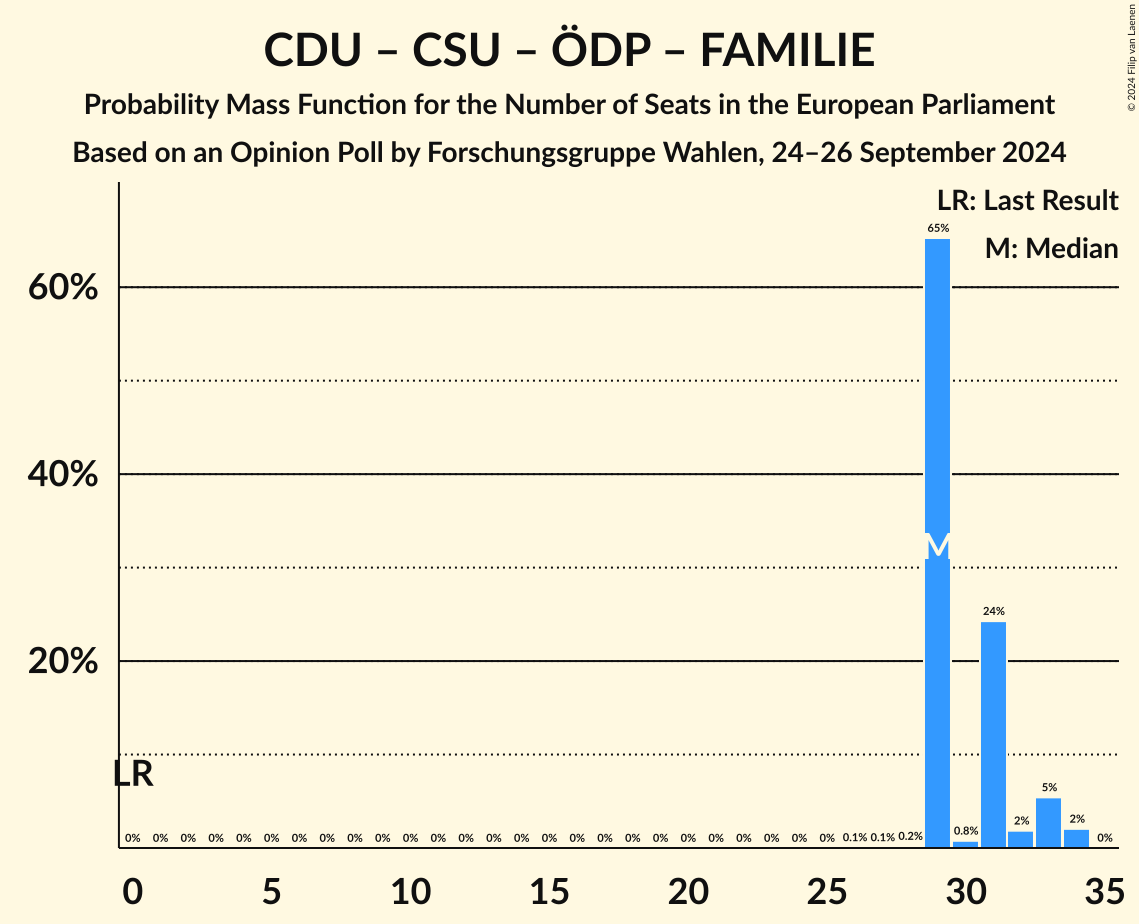 CDU – CSU – ÖDP – FAMILIE
Probability Mass Function for the Number of Seats in the European Parliament
Based on an Opinion Poll by Forschungsgruppe Wahlen, 24–26 September 2024
© 2024 Filip van Laenen
LR: Last Result
M: Median
65%
60%
40%
M
24%
20%
LR
5%
2%
2%
0% 0% 0% 0% 0% 0% 0% 0% 0% 0% 0% 0% 0% 0% 0% 0% 0% 0% 0% 0% 0% 0% 0% 0% 0% 0% 0.1% 0.1% 0.2% 0.8% 0%
0 5 10 15 20 25 30 35